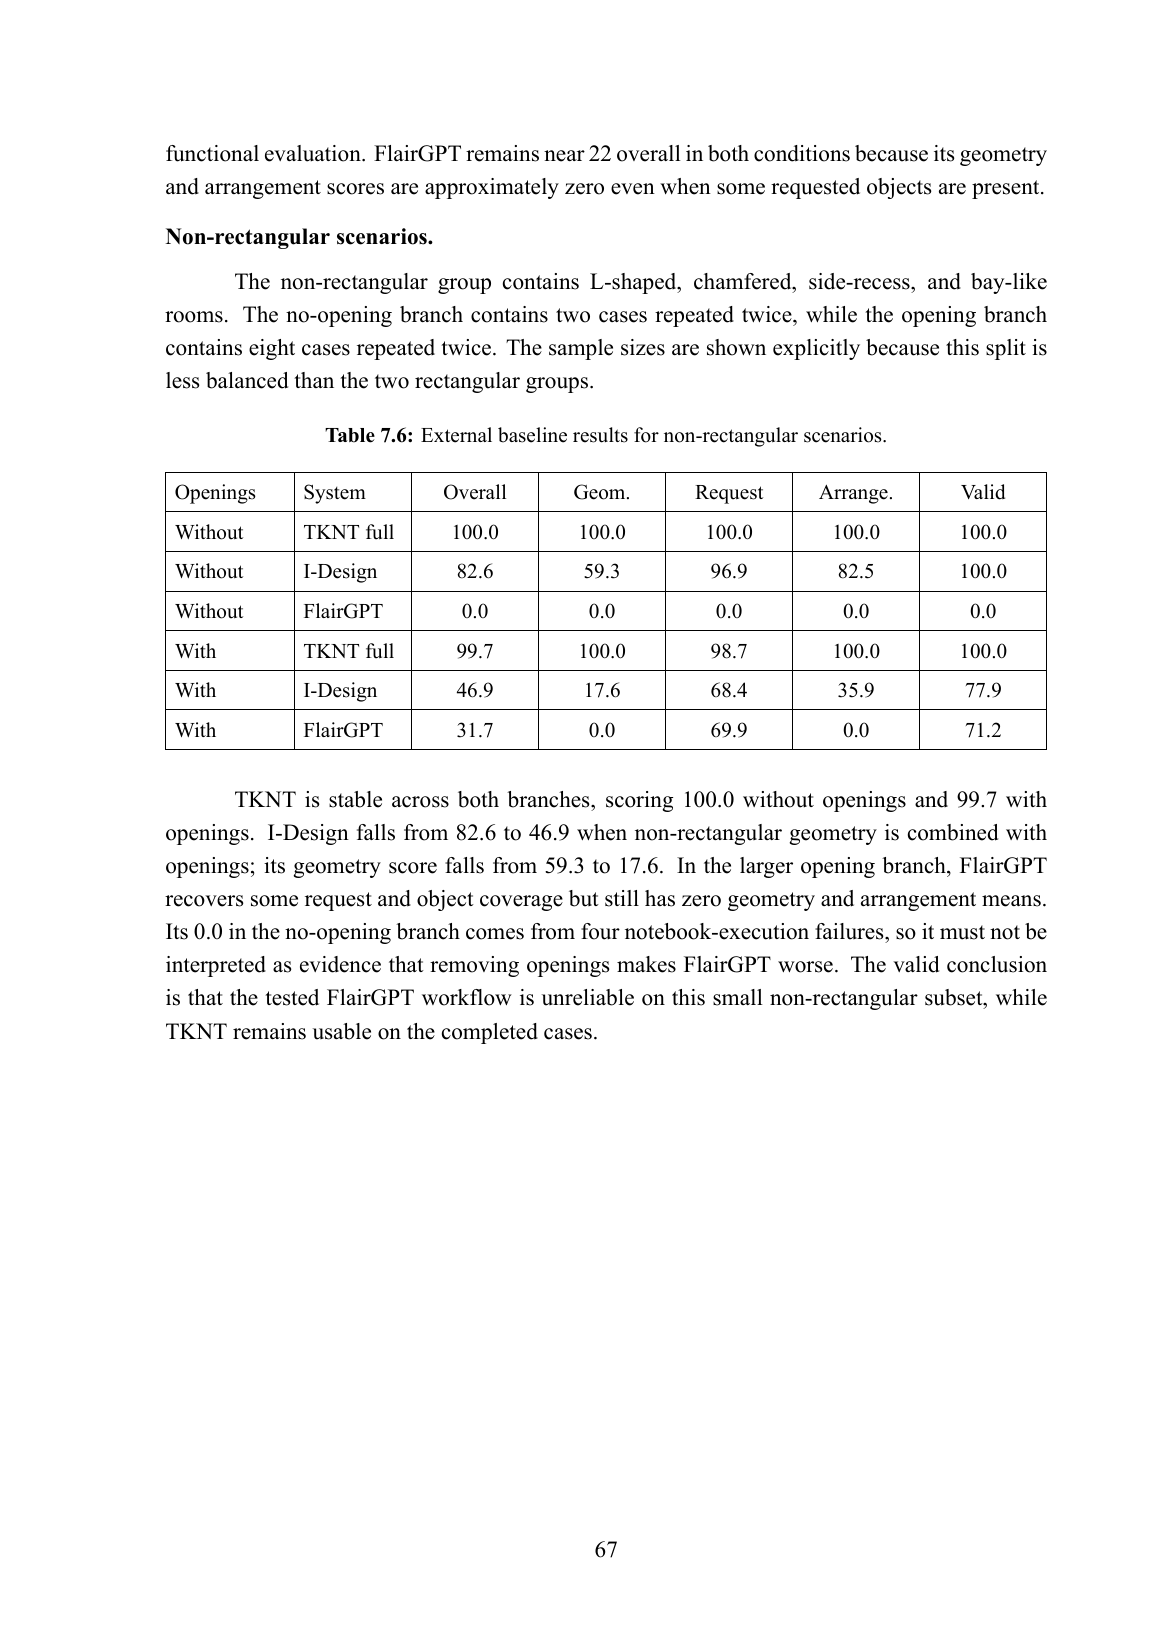 functional evaluation. FlairGPT remains near 22 overall in both conditions because its geometry
and arrangement scores are approximately zero even when some requested objects are present.
Non-rectangular scenarios.
The non-rectangular group contains L-shaped, chamfered, side-recess, and bay-like
rooms. The no-opening branch contains two cases repeated twice, while the opening branch
contains eight cases repeated twice. The sample sizes are shown explicitly because this split is
less balanced than the two rectangular groups.
Table 7.6: External baseline results for non-rectangular scenarios.
Openings System Overall Geom. Request Arrange. Valid
Without TKNT full 100.0 100.0 100.0 100.0 100.0
Without I-Design 82.6 59.3 96.9 82.5 100.0
Without FlairGPT 0.0 0.0 0.0 0.0 0.0
With TKNT full 99.7 100.0 98.7 100.0 100.0
With I-Design 46.9 17.6 68.4 35.9 77.9
With FlairGPT 31.7 0.0 69.9 0.0 71.2
TKNT is stable across both branches, scoring 100.0 without openings and 99.7 with
openings. I-Design falls from 82.6 to 46.9 when non-rectangular geometry is combined with
openings; its geometry score falls from 59.3 to 17.6. In the larger opening branch, FlairGPT
recovers some request and object coverage but still has zero geometry and arrangement means.
Its 0.0 in the no-opening branch comes from four notebook-execution failures, so it must not be
interpreted as evidence that removing openings makes FlairGPT worse. The valid conclusion
is that the tested FlairGPT workflow is unreliable on this small non-rectangular subset, while
TKNT remains usable on the completed cases.
67